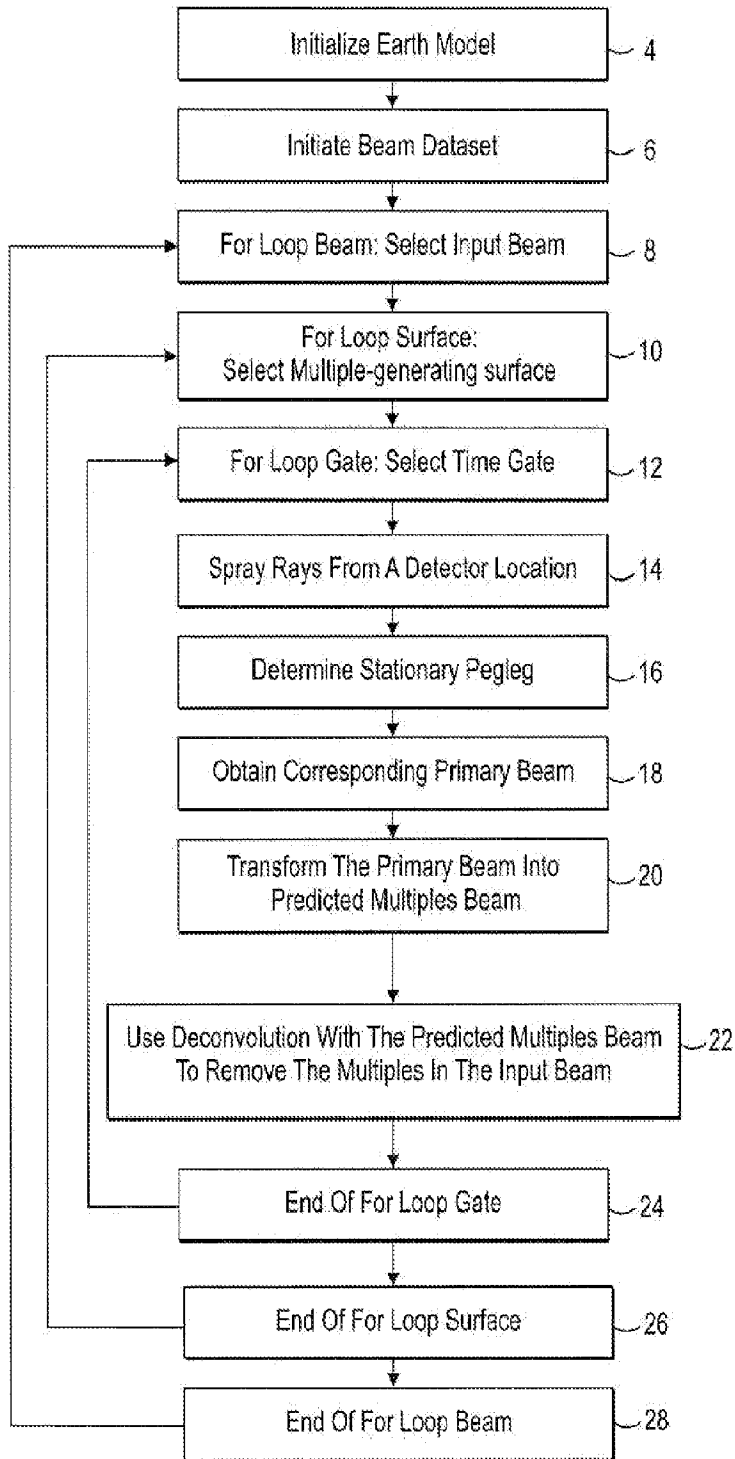 Initialize Earth Model
4
Initiate Beam Dataset
6
For Loop Beam: Select Input Beam
8
For Loop Surface:
Select Multiple-generating surface
10
For Loop Gate: Select Time Gate
12
Spray Rays From A Detector Location
14
Determine Stationary Pegleg
16
Obtain Corresponding Primary Beam
18
Transform The Primary Beam Into
Predicted Multiples Beam
20
Use Deconvolution With The Predicted Multiples Beam
To Remove The Multiples In The Input Beam
22
End Of For Loop Gate
24
End Of For Loop Surface
26
End Of For Loop Beam
28